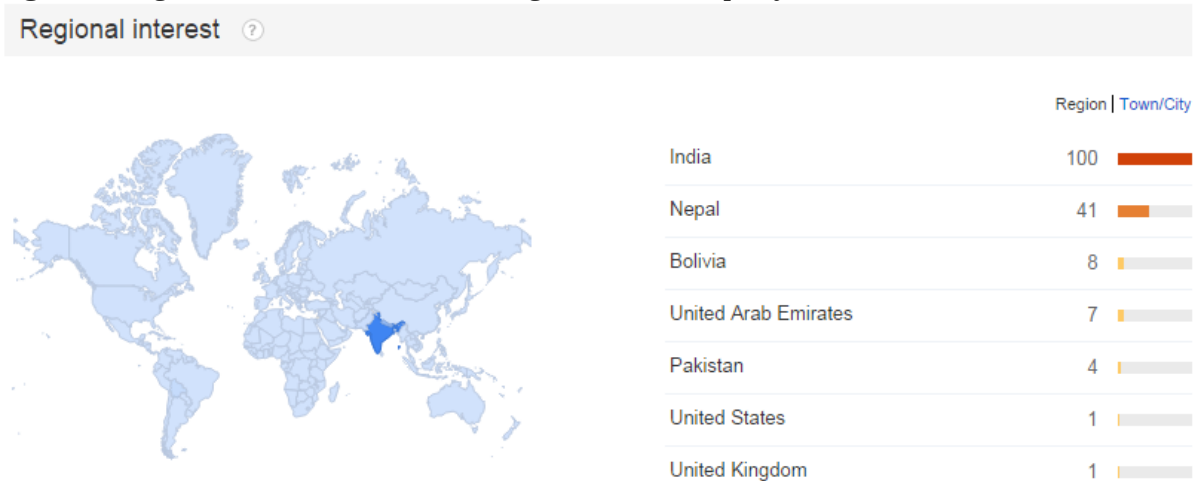 Regional interest ?
Region | Town/City
India 100
Nepal 41
Bolivia 8
United Arab Emirates 7
Pakistan 4
United States 1
United Kingdom 1